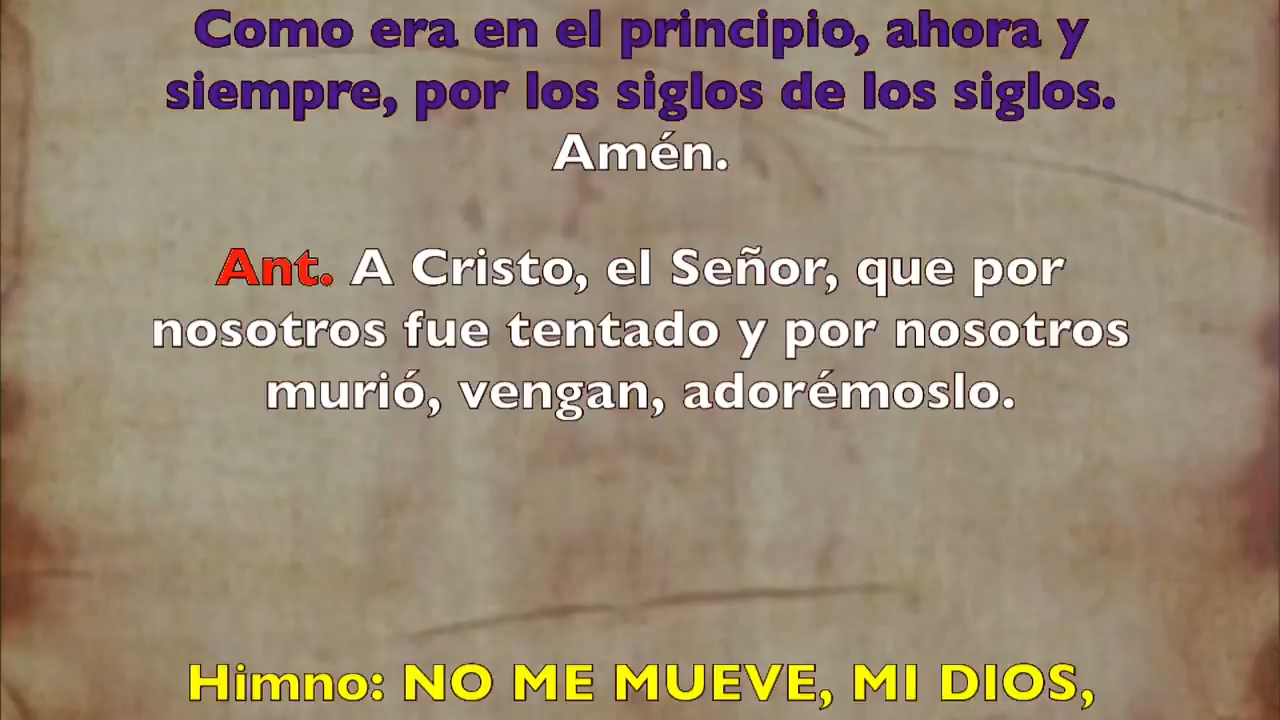 Como era en el principio, ahora y
siempre, por los siglos de los siglos.
Amén.
Ant. A Cristo, el Señor, que por
nosotros fue tentado y por nosotros
murió, vengan, adorémoslo.
Himno: NO ME MUEVE, MI DIOS,